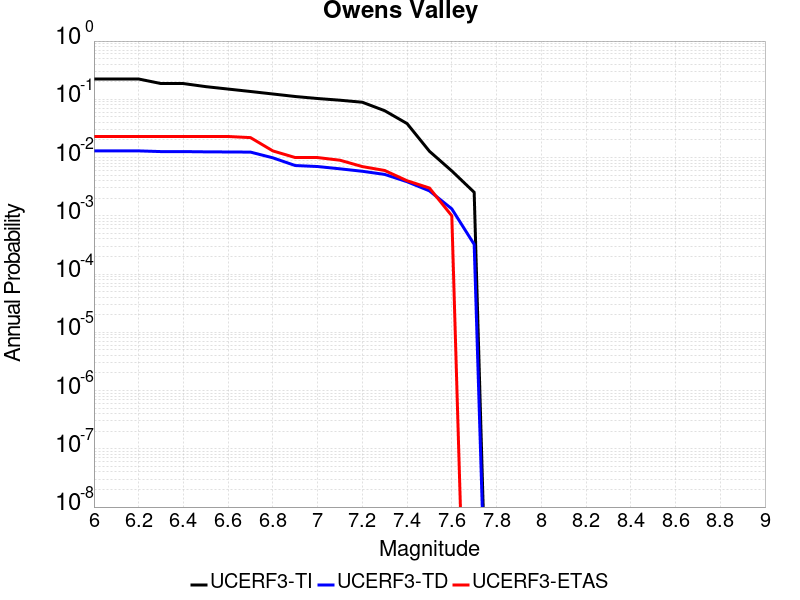 Owens Valley
10^0
10^-1
10^-2
10^-3
10^-4
10^-5
10^-6
10^-7
10^-8
Annual Probability
6 6.2 6.4 6.6 6.8 7 7.2 7.4 7.6 7.8 8 8.2 8.4 8.6 8.8 9
Magnitude
UCERF3-TI UCERF3-TD UCERF3-ETAS